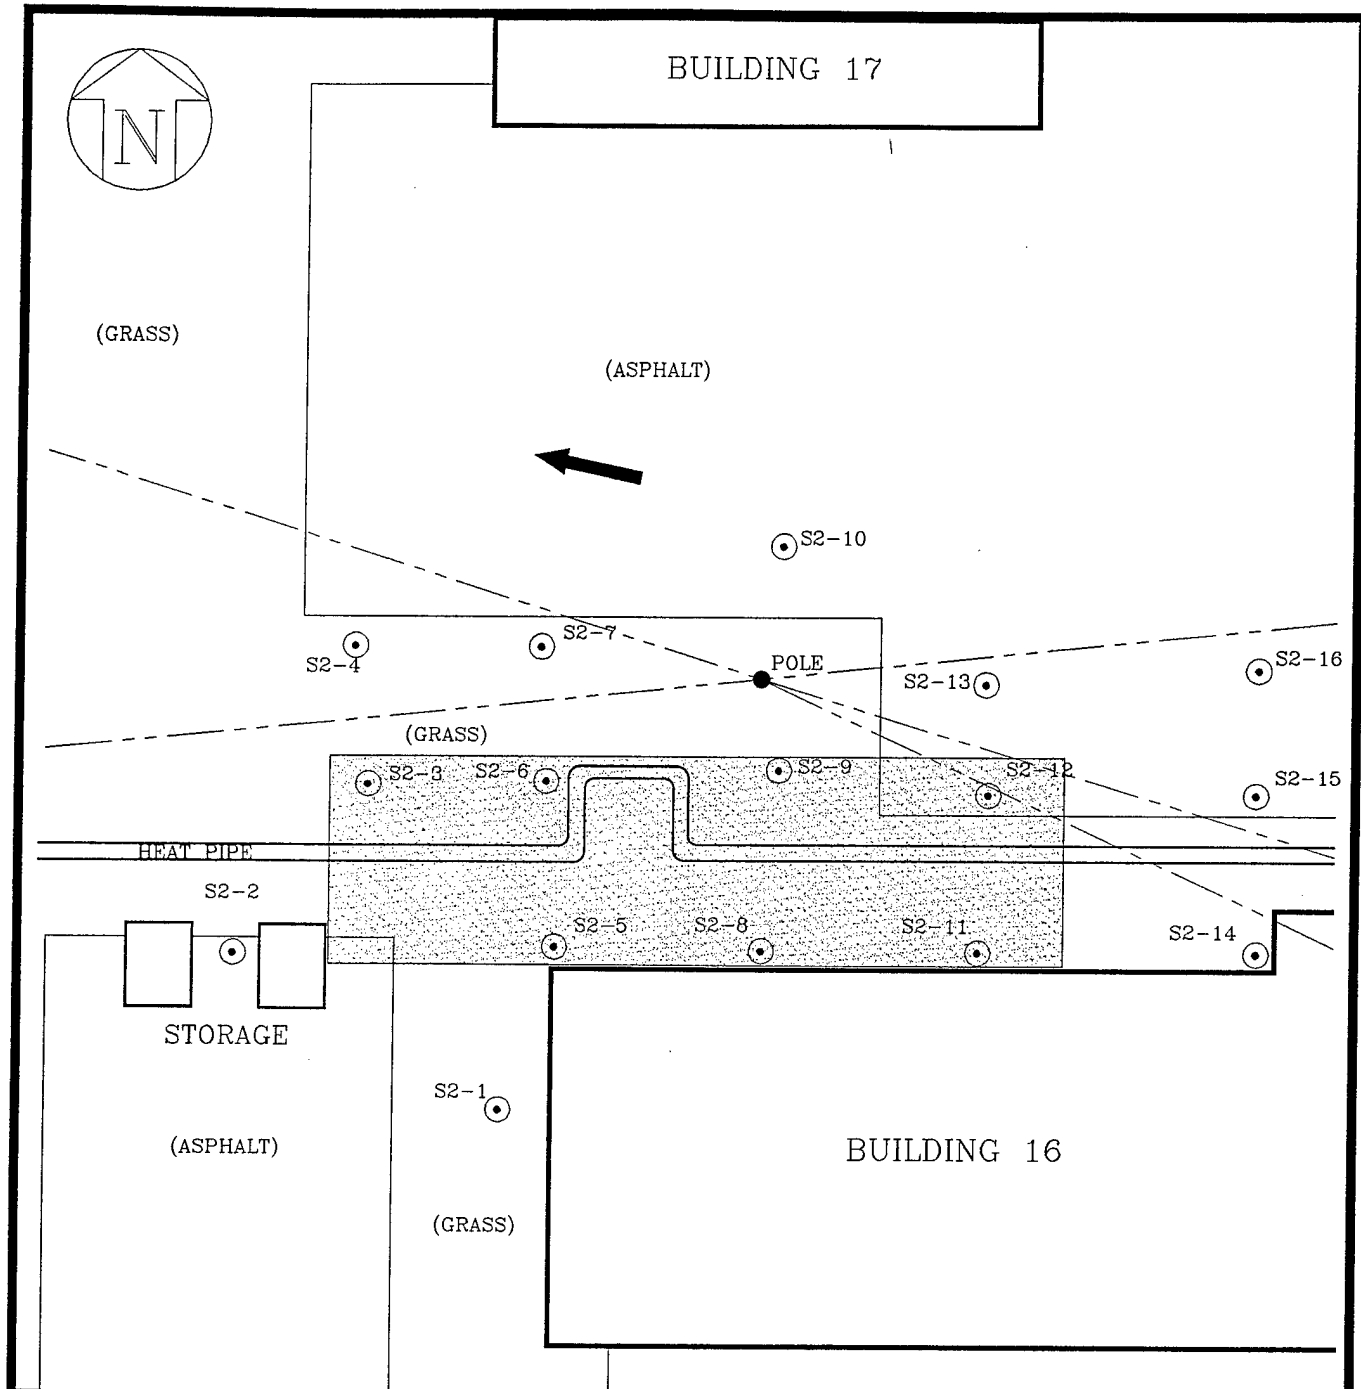 BUILDING 17
N
(GRASS)
(ASPHALT)
S2-10
S2-7
S2-4
POLE
S2-16
S2-13
(GRASS)
S2-3
S2-6
S2-9
S2-12
S2-15
HEAT PIPE
S2-2
S2-5
S2-8
S2-11
S2-14
STORAGE
S2-1
(ASPHALT)
BUILDING 16
(GRASS)